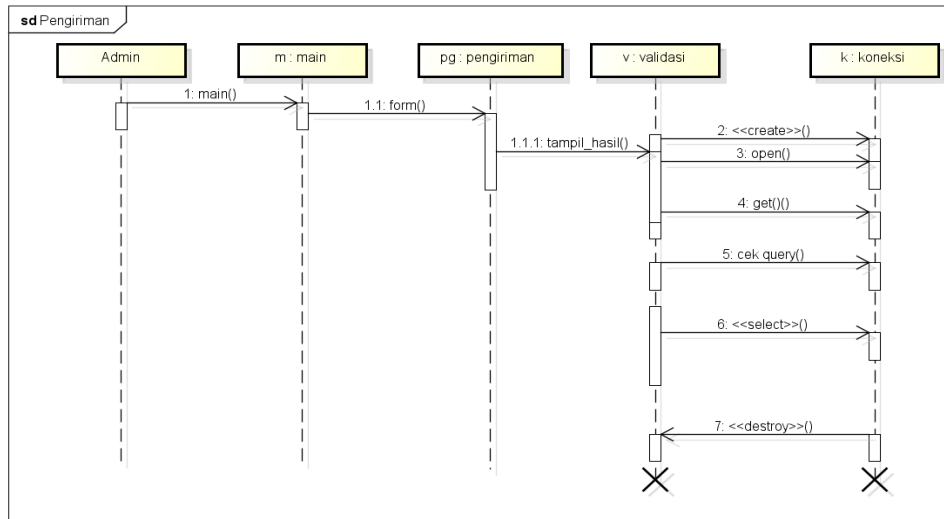 sd Pengiriman
Admin
m : main
pg : pengiriman
v : validasi
k : koneksi
1: main()
1.1: form()
2: <<create>>()
1.1.1: tampil_hasil()
3: open()
4: get()()
5: cek query()
6: <<select>>()
7: <<destroy>>()